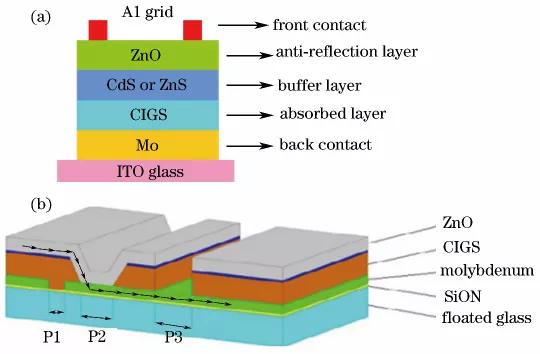 (a)
A1 grid
front contact
ZnO
anti-reflection layer
CdS or ZnS
buffer layer
CIGS
absorbed layer
Mo
back contact
ITO glass
(b)
ZnO
CIGS
molybdenum
SiON
floated glass
P1
P2
P3